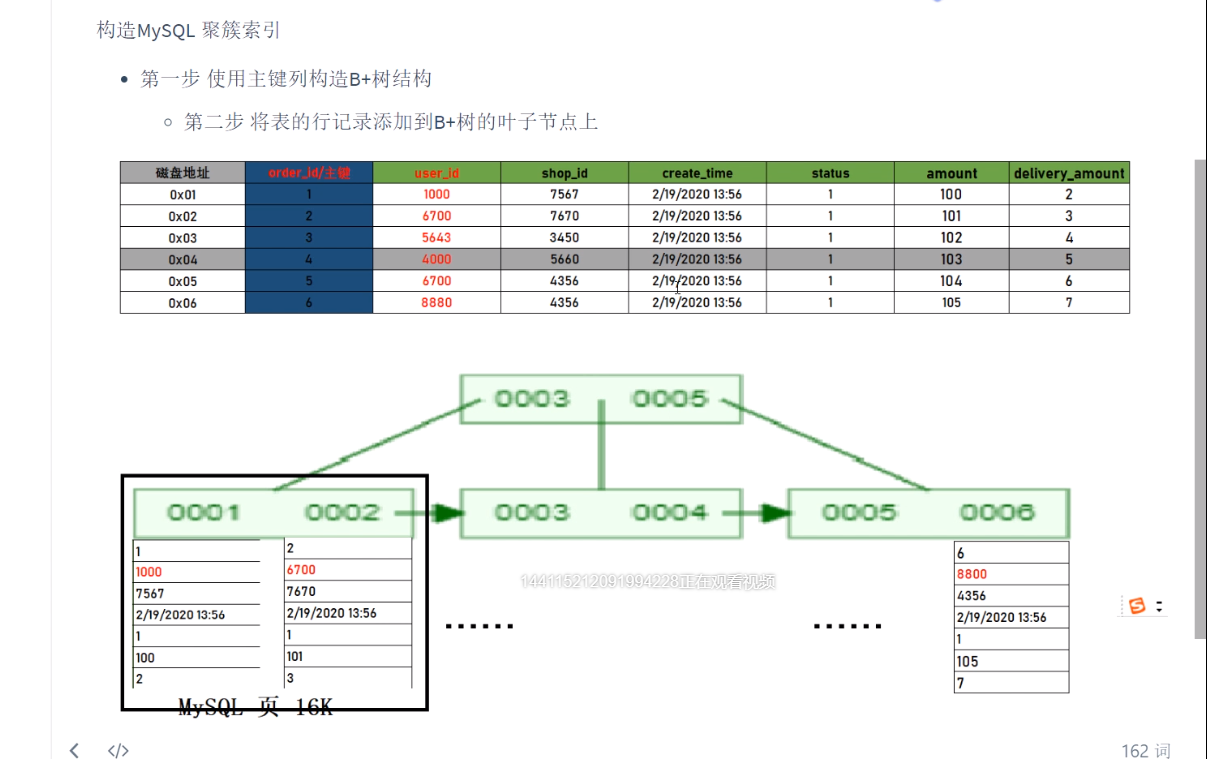 构造MySQL 聚簇索引
第一步 使用主键列构造B+树结构
第二步 将表的行记录添加到B+树的叶子节点上
磁盘地址 order_id/主键 user_id shop_id create_time status amount delivery_amount
0x01 1 1000 7567 2/19/2020 13:56 1 100 2
0x02 2 6700 7670 2/19/2020 13:56 1 101 3
0x03 3 5643 3450 2/19/2020 13:56 1 102 4
0x04 4 4000 5660 2/19/2020 13:56 1 103 5
0x05 5 6700 4356 2/19/2020 13:56 1 104 6
0x06 6 8880 4356 2/19/2020 13:56 1 105 7
0003 0005
0001 0002 0003 0004 0005 0006
1
1000
7567
2/19/2020 13:56
1
100
2
2
6700
7670
2/19/2020 13:56
1
101
3
6
8800
4356
2/19/2020 13:56
1
105
7
144115212091994228正在观看视频
......
......
MySQL 页 16K
162 词